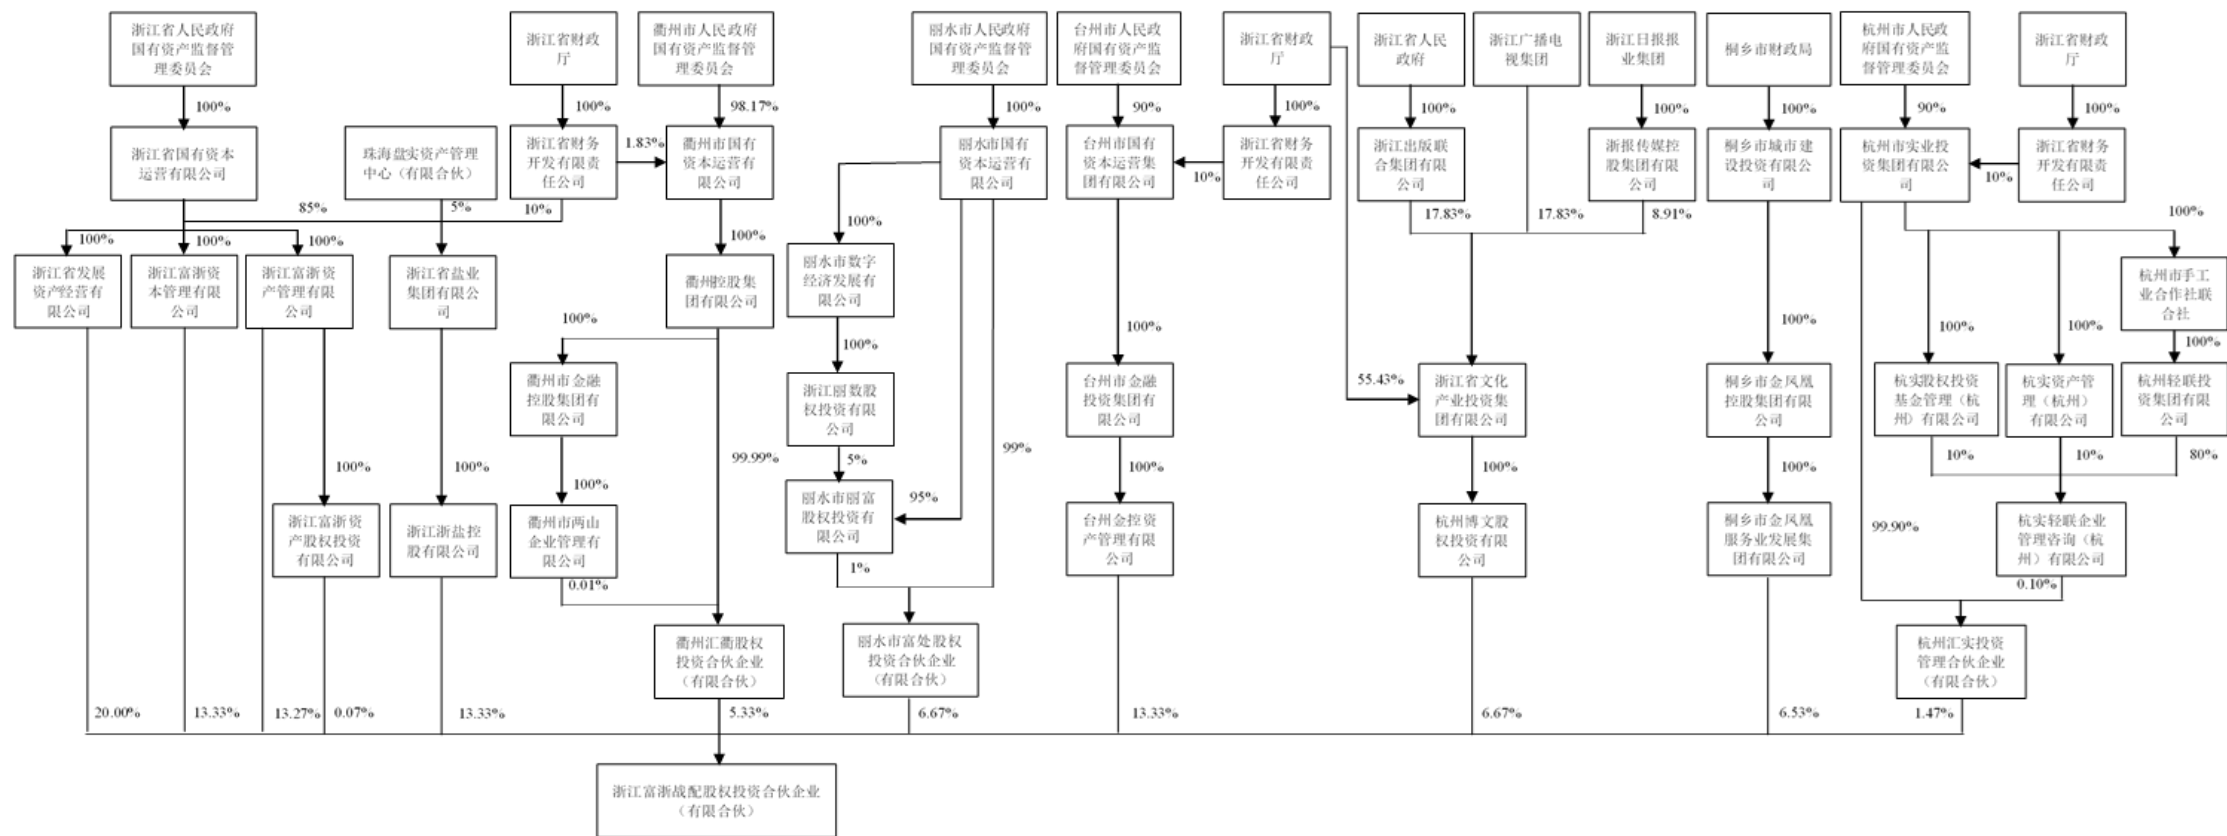 浙江省人民政府
国有资产监督管
理委员会
浙江省财政
厅
衢州市人民政府
国有资产监督管
理委员会
丽水市人民政府
国有资产监督管
理委员会
台州市人民政
府国有资产监
督管理委员会
浙江省财政
厅
浙江省人民
政府
浙江广播电
视集团
浙江日报报
业集团
桐乡市财政局
杭州市人民政
府国有资产监
督管理委员会
浙江省财政
厅
100%
100%
98.17%
100%
90%
100%
100%
100%
100%
90%
100%
浙江省国有资本
运营有限公司
珠海盘实资产管理
中心（有限合伙）
浙江省财务
开发有限责
任公司
1.83%
衢州市国有
资本运营有
限公司
丽水市国有
资本运营有
限公司
台州市国有
资本运营集
团有限公司
10%
浙江省财务
开发有限责
任公司
浙江出版联
合集团有限
公司
浙报传媒控
股集团有限
公司
桐乡市城市建
设投资有限公
司
杭州市实业投
资集团有限公
司
10%
浙江省财务
开发有限责
任公司
85%
5%
10%
17.83%
17.83%
8.91%
100%
100%
100%
100%
100%
100%
浙江省发展
资产经营有
限公司
浙江富浙资
本管理有限
公司
浙江富浙资
产管理有限
公司
浙江省盐业
集团有限公
司
衢州控股集
团有限公司
丽水市数字
经济发展有
限公司
杭州市手工
业合作社联
合社
100%
100%
100%
100%
100%
100%
100%
55.43%
衢州市金融
控股集团有
限公司
浙江丽数股
权投资有限
公司
台州市金融
投资集团有
限公司
浙江省文化
产业投资集
团有限公司
桐乡市金凤凰
控股集团有限
公司
杭实股权投资
基金管理（杭
州）有限公司
杭实资产管
理（杭州）
有限公司
杭州轻联投
资集团有限
公司
100%
100%
100%
99.99%
5%
99%
95%
100%
100%
100%
10%
10%
80%
浙江富浙资
产股权投资
有限公司
浙江浙盐控
股有限公司
衢州市两山
企业管理有
限公司
丽水市丽富
股权投资有
限公司
台州金控资
产管理有限
公司
杭州博文股
权投资有限
公司
桐乡市金凤凰
服务业发展集
团有限公司
99.90%
杭实轻联企业
管理咨询（杭
州）有限公司
0.01%
1%
0.10%
衢州汇衢股权
投资合伙企业
（有限合伙）
丽水市富处股权
投资合伙企业
（有限合伙）
杭州汇实投资
管理合伙企业
（有限合伙）
20.00%
13.33%
13.27%
0.07%
13.33%
5.33%
6.67%
13.33%
6.67%
6.53%
1.47%
浙江富浙战配股权投资合伙企业
（有限合伙）